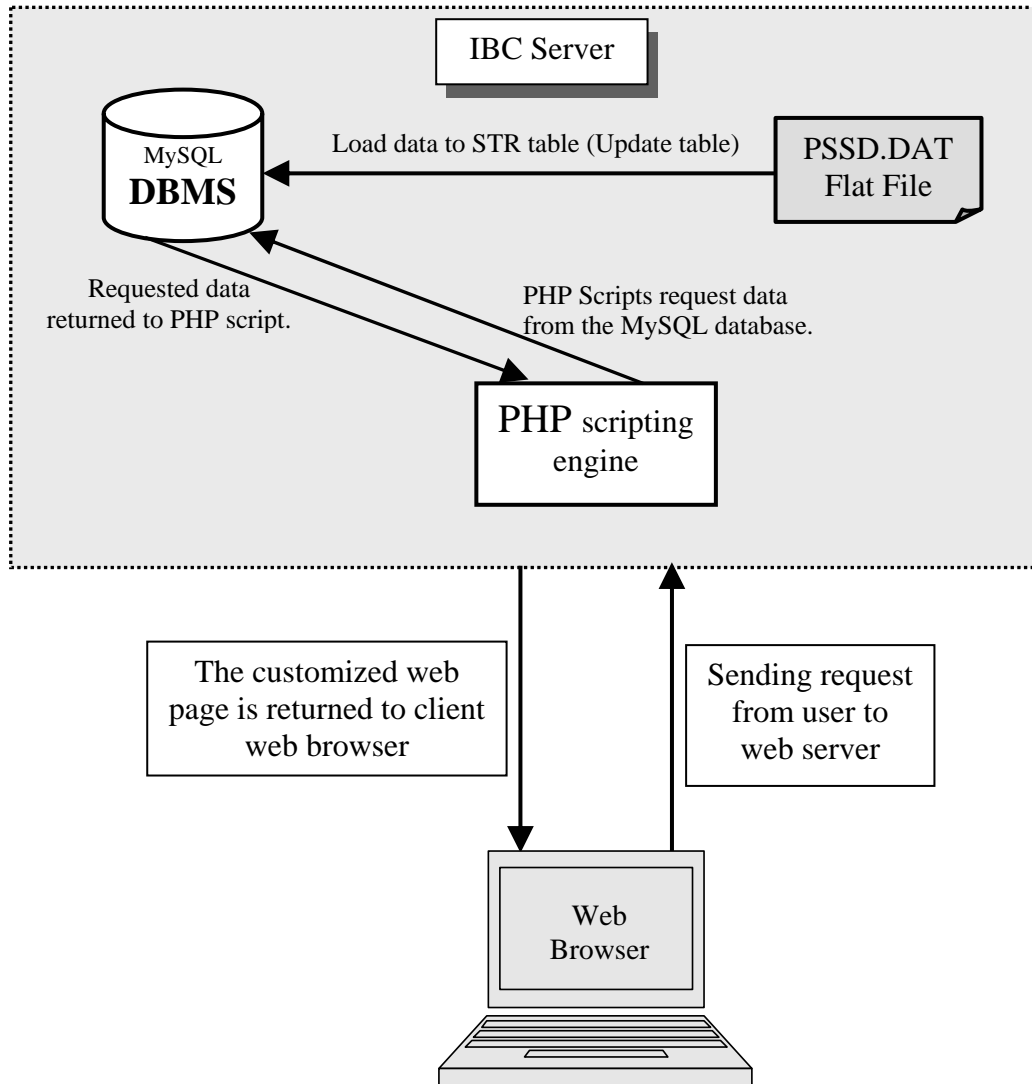 IBC Server
MySQL
DBMS
Load data to STR table (Update table)
PSSD.DAT
Flat File
Requested data
returned to PHP script.
PHP Scripts request data
from the MySQL database.
PHP scripting
engine
The customized web
page is returned to client
web browser
Sending request
from user to
web server
Web
Browser